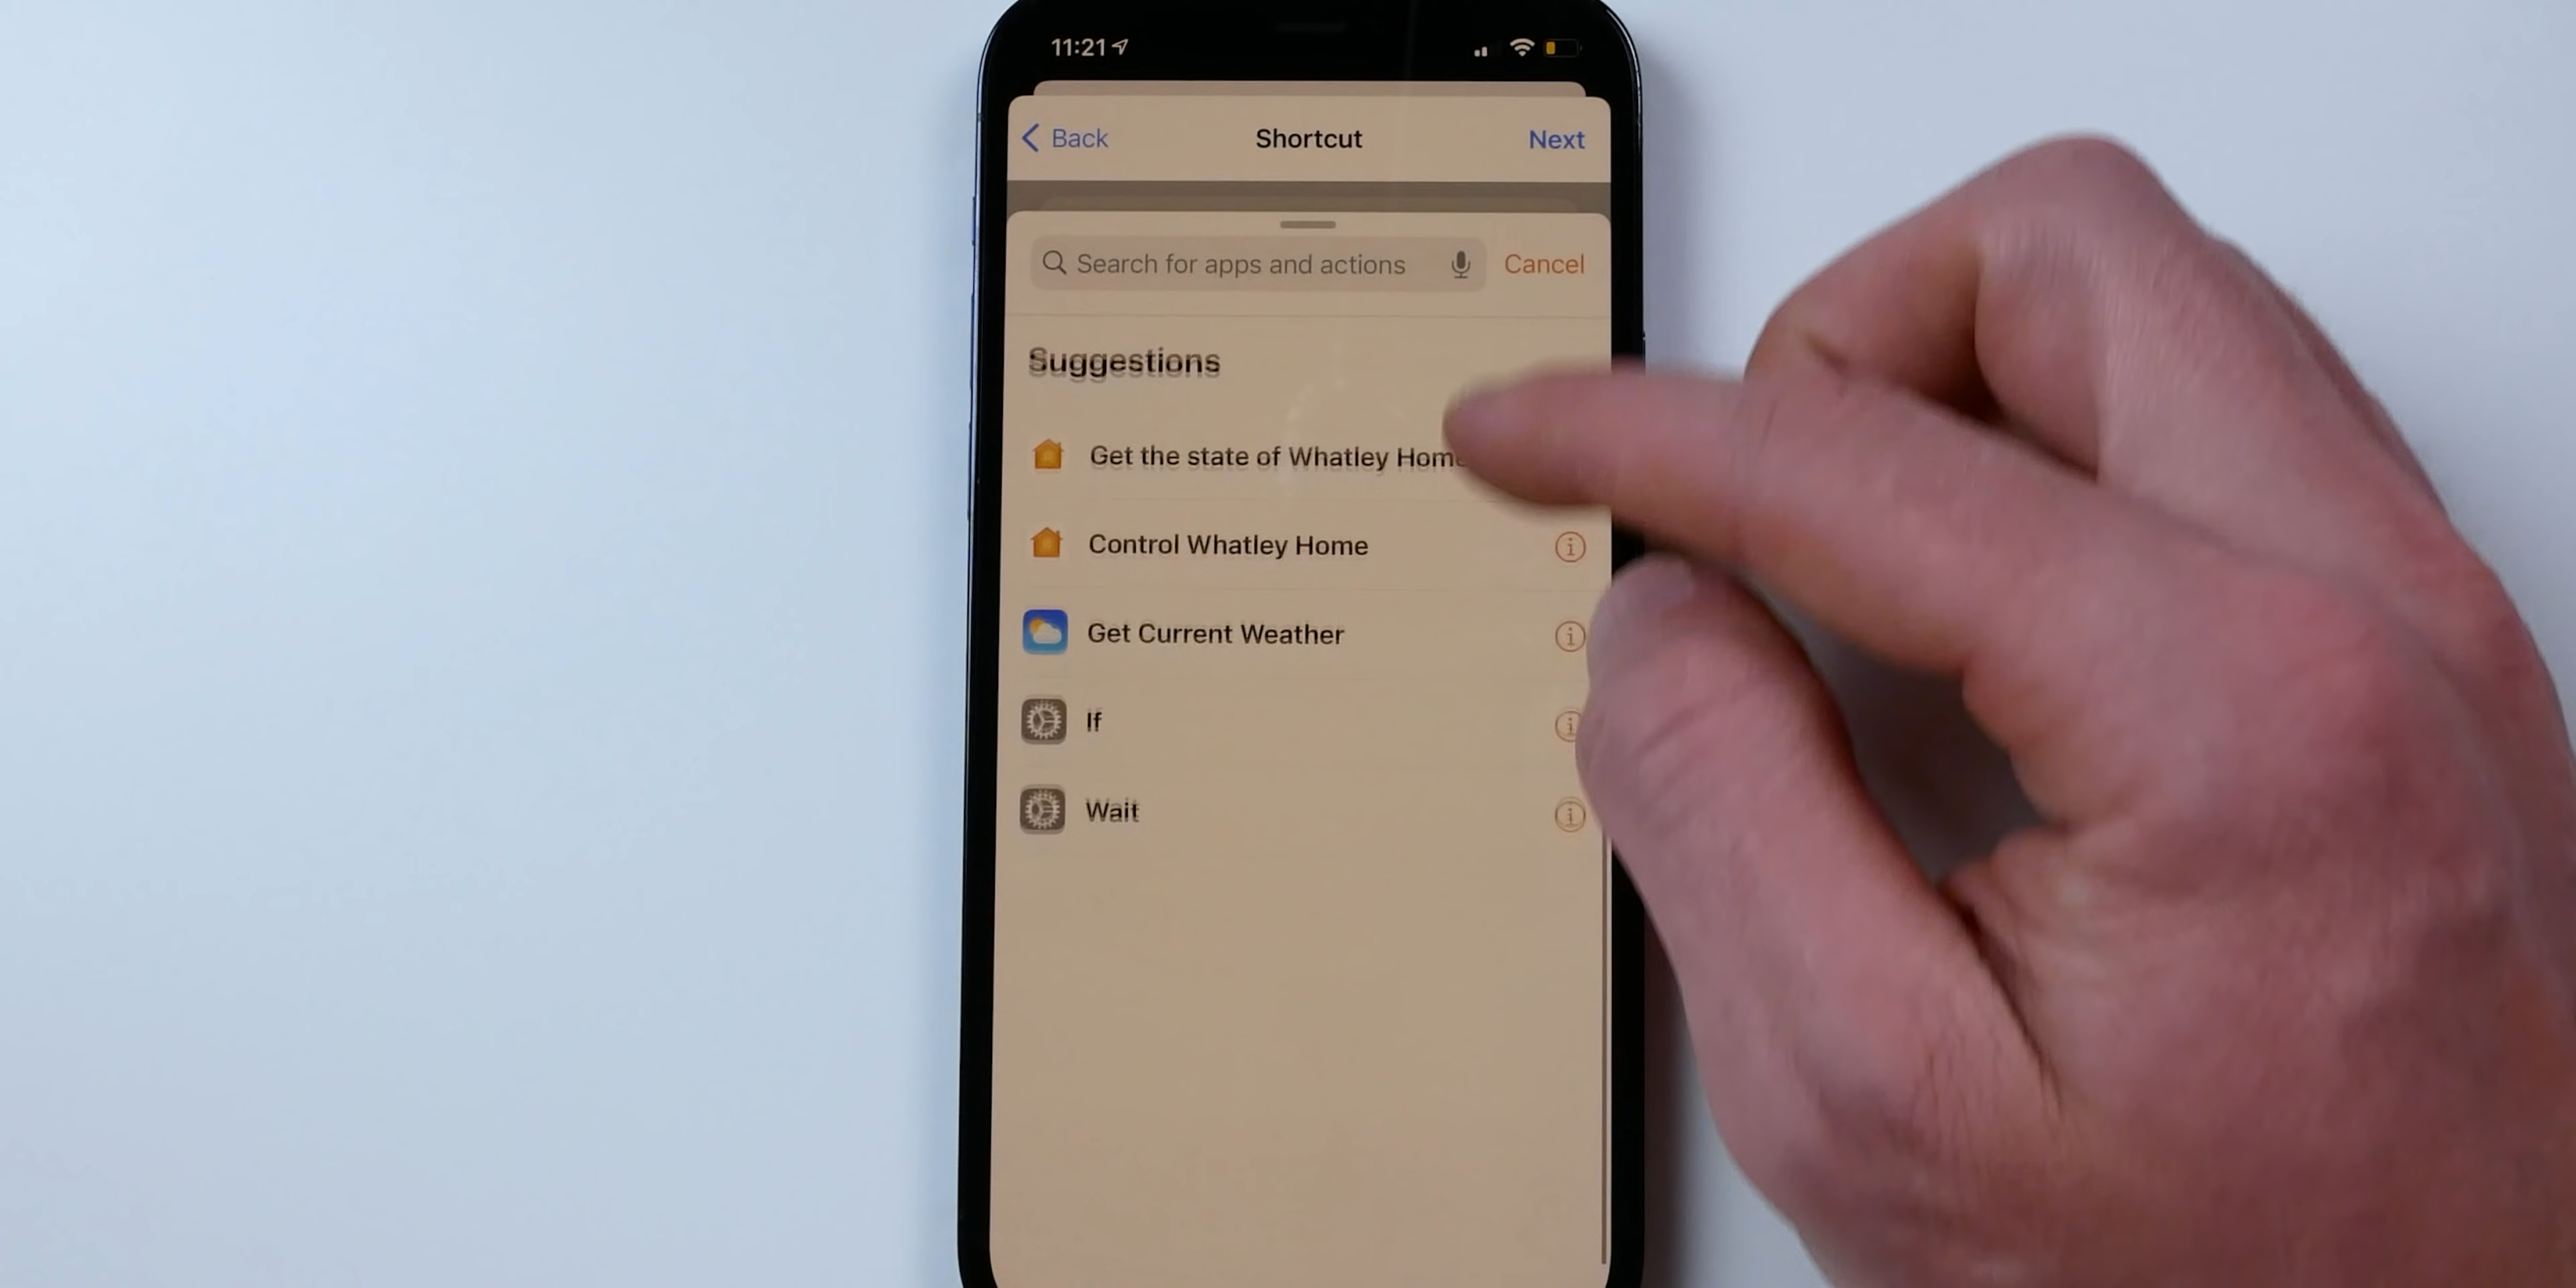 11:21
Back Shortcut Next
Search for apps and actions Cancel
Suggestions
Get the state of Whatley Home
Control Whatley Home
Get Current Weather
If
Wait